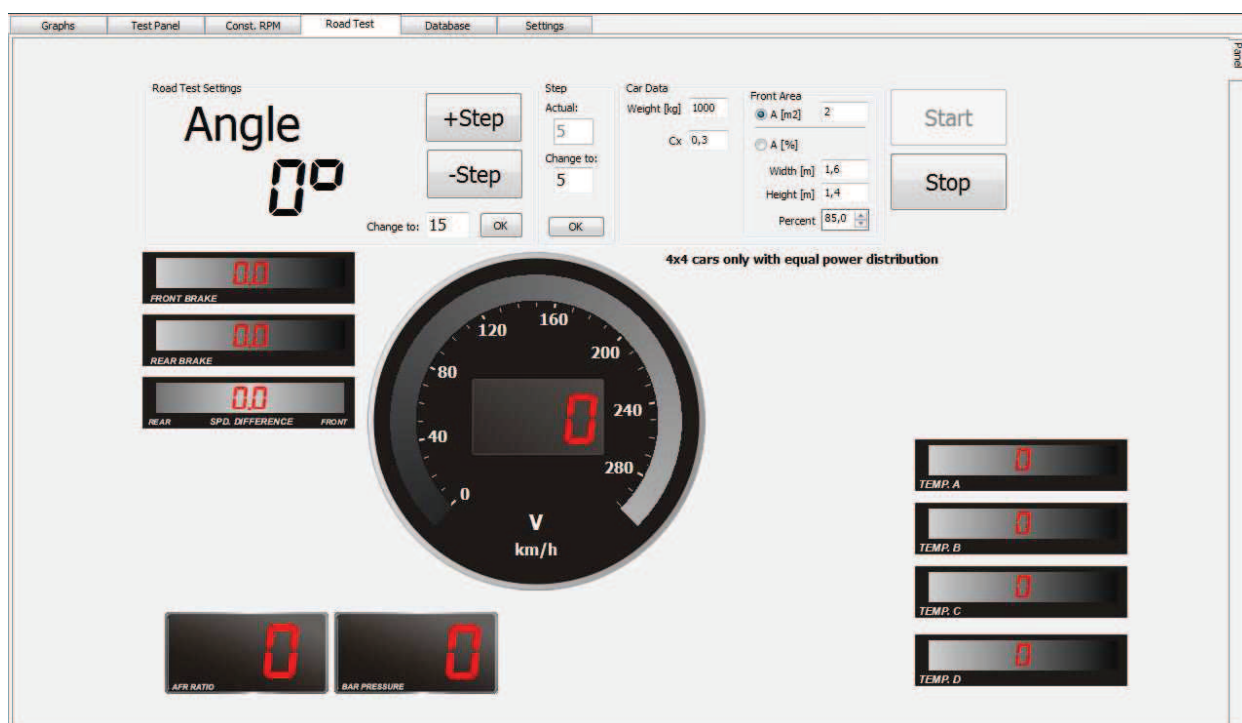 Graphs
Test Panel
Const. RPM
Road Test
Database
Settings
Panel
Road Test Settings
Angle
0º
+Step
-Step
Change to: 15 OK
Step
Actual:
5
Change to:
5
OK
Car Data
Weight [kg] 1000
Cx 0,3
Front Area
A [m2] 2
A [%]
Width [m] 1,6
Height [m] 1,4
Percent 85,0
Start
Stop
4x4 cars only with equal power distribution
0.0
FRONT BRAKE
0.0
REAR BRAKE
0.0
REAR SPD. DIFFERENCE FRONT
0
40
80
120
160
200
240
280
0
V
km/h
0
TEMP. A
0
TEMP. B
0
TEMP. C
0
TEMP. D
0
AFR RATIO
0
BAR PRESSURE